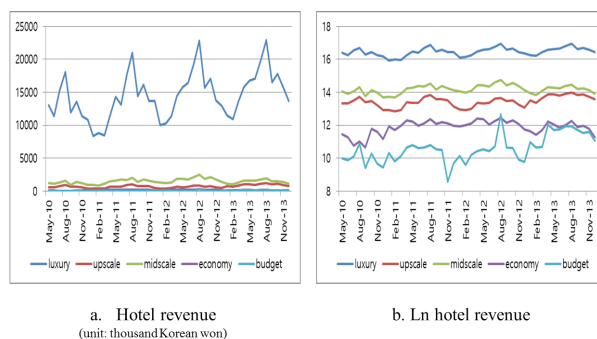 25000
20000
15000
10000
5000
0
May-10
Aug-10
Nov-10
Feb-11
May-11
Aug-11
Nov-11
Feb-12
May-12
Aug-12
Nov-12
Feb-13
May-13
Aug-13
Nov-13
luxury upscale midscale economy budget
18
16
14
12
10
8
May-10
Aug-10
Nov-10
Feb-11
May-11
Aug-11
Nov-11
Feb-12
May-12
Aug-12
Nov-12
Feb-13
May-13
Aug-13
Nov-13
luxury upscale midscale economy budget
a. Hotel revenue
(unit: thousand Korean won)
b. Ln hotel revenue